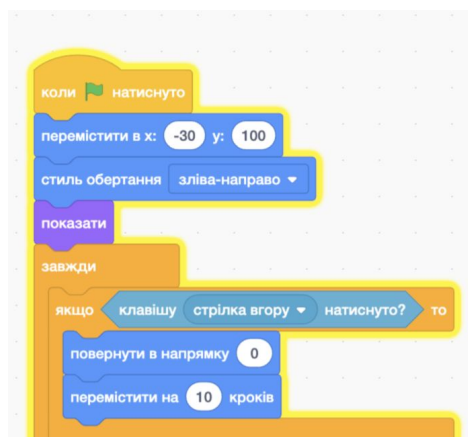 коли натиснуто
перемістити в x: -30 y: 100
стиль обертання зліва-направо
показати
завжди
якщо клавішу стрілка вгору натиснуто? то
повернути в напрямку 0
перемістити на 10 кроків